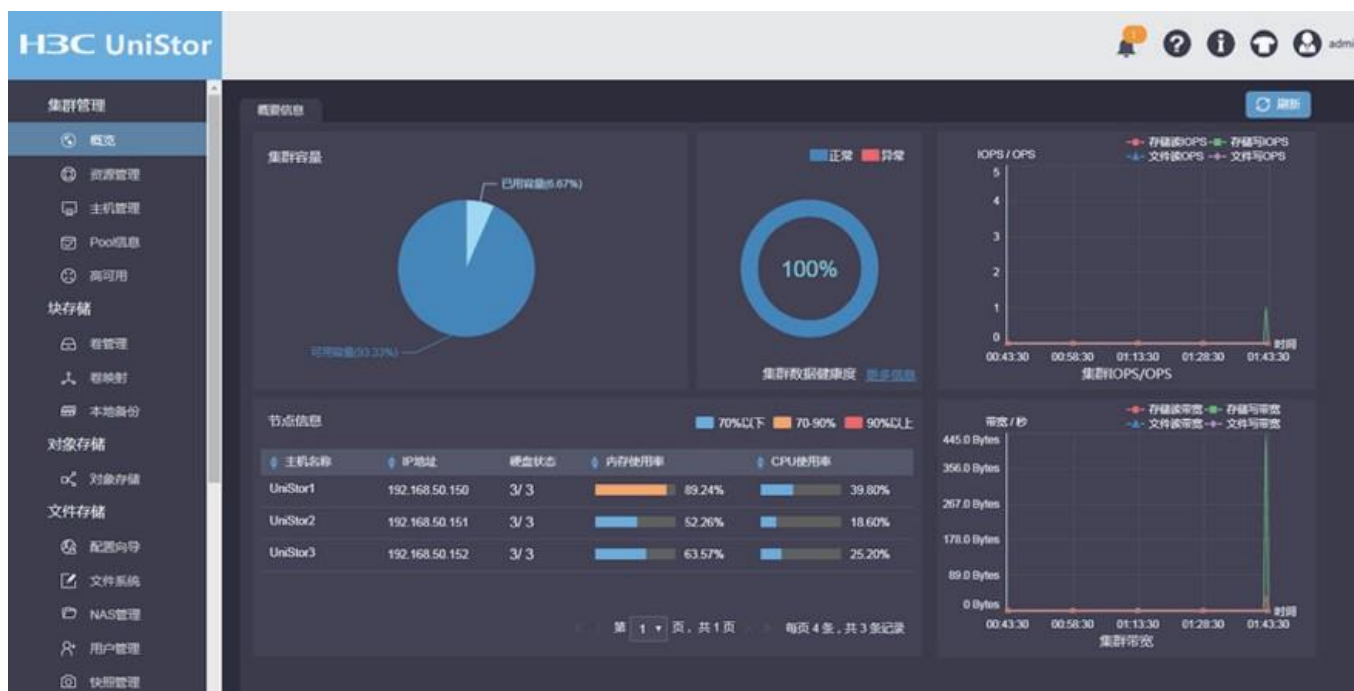 H3C UniStor
1
admi
集群管理
概览
资源管理
主机管理
Pool信息
高可用
块存储
卷管理
卷映射
本地备份
对象存储
对象存储
文件存储
配置向导
文件系统
NAS管理
用户管理
快照管理
概要信息
刷新
集群容量
已用容量(6.67%)
可用容量(93.33%)
正常 异常
100%
集群数据健康度 更多信息
IOPS / OPS
存储读IOPS 存储写IOPS
文件读OPS 文件写OPS
5
4
3
2
1
0
时间
00:43:30 00:58:30 01:13:30 01:28:30 01:43:30
集群IOPS/OPS
节点信息
70%以下 70-90% 90%以上
主机名称 IP地址 硬盘状态 内存使用率 CPU使用率
UniStor1 192.168.50.150 3/ 3 89.24% 39.80%
UniStor2 192.168.50.151 3/ 3 52.26% 18.60%
UniStor3 192.168.50.152 3/ 3 63.57% 25.20%
第 1 页，共 1 页 每页 4 条，共 3 条记录
带宽 / 秒
存储读带宽 存储写带宽
文件读带宽 文件写带宽
445.0 Bytes
356.0 Bytes
267.0 Bytes
178.0 Bytes
89.0 Bytes
0 Bytes
时间
00:43:30 00:58:30 01:13:30 01:28:30 01:43:30
集群带宽